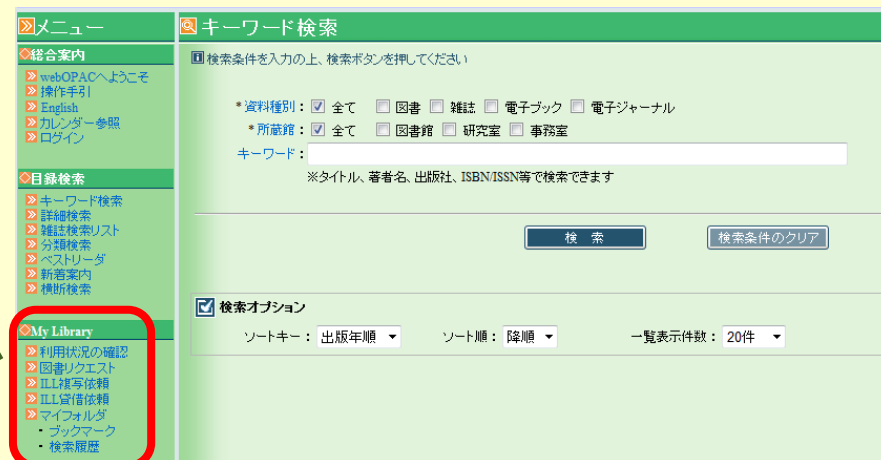 メニュー
総合案内
webOPACへようこそ
操作手引
English
カレンダー参照
ログイン
目録検索
キーワード検索
詳細検索
雑誌検索リスト
分類検索
ベストリーダ
新着案内
横断検索
My Library
利用状況の確認
図書リクエスト
ILL複写依頼
ILL貸借依頼
マイフォルダ
・ブックマーク
・検索履歴
キーワード検索
検索条件を入力の上、検索ボタンを押してください
*資料種別： 全て 図書 雑誌 電子ブック 電子ジャーナル
*所蔵館： 全て 図書館 研究室 事務室
キーワード：
※タイトル、著者名、出版社、ISBN/ISSN等で検索できます
検 索 検索条件のクリア
検索オプション
ソートキー： 出版年順 ソート順： 降順 一覧表示件数： 20件